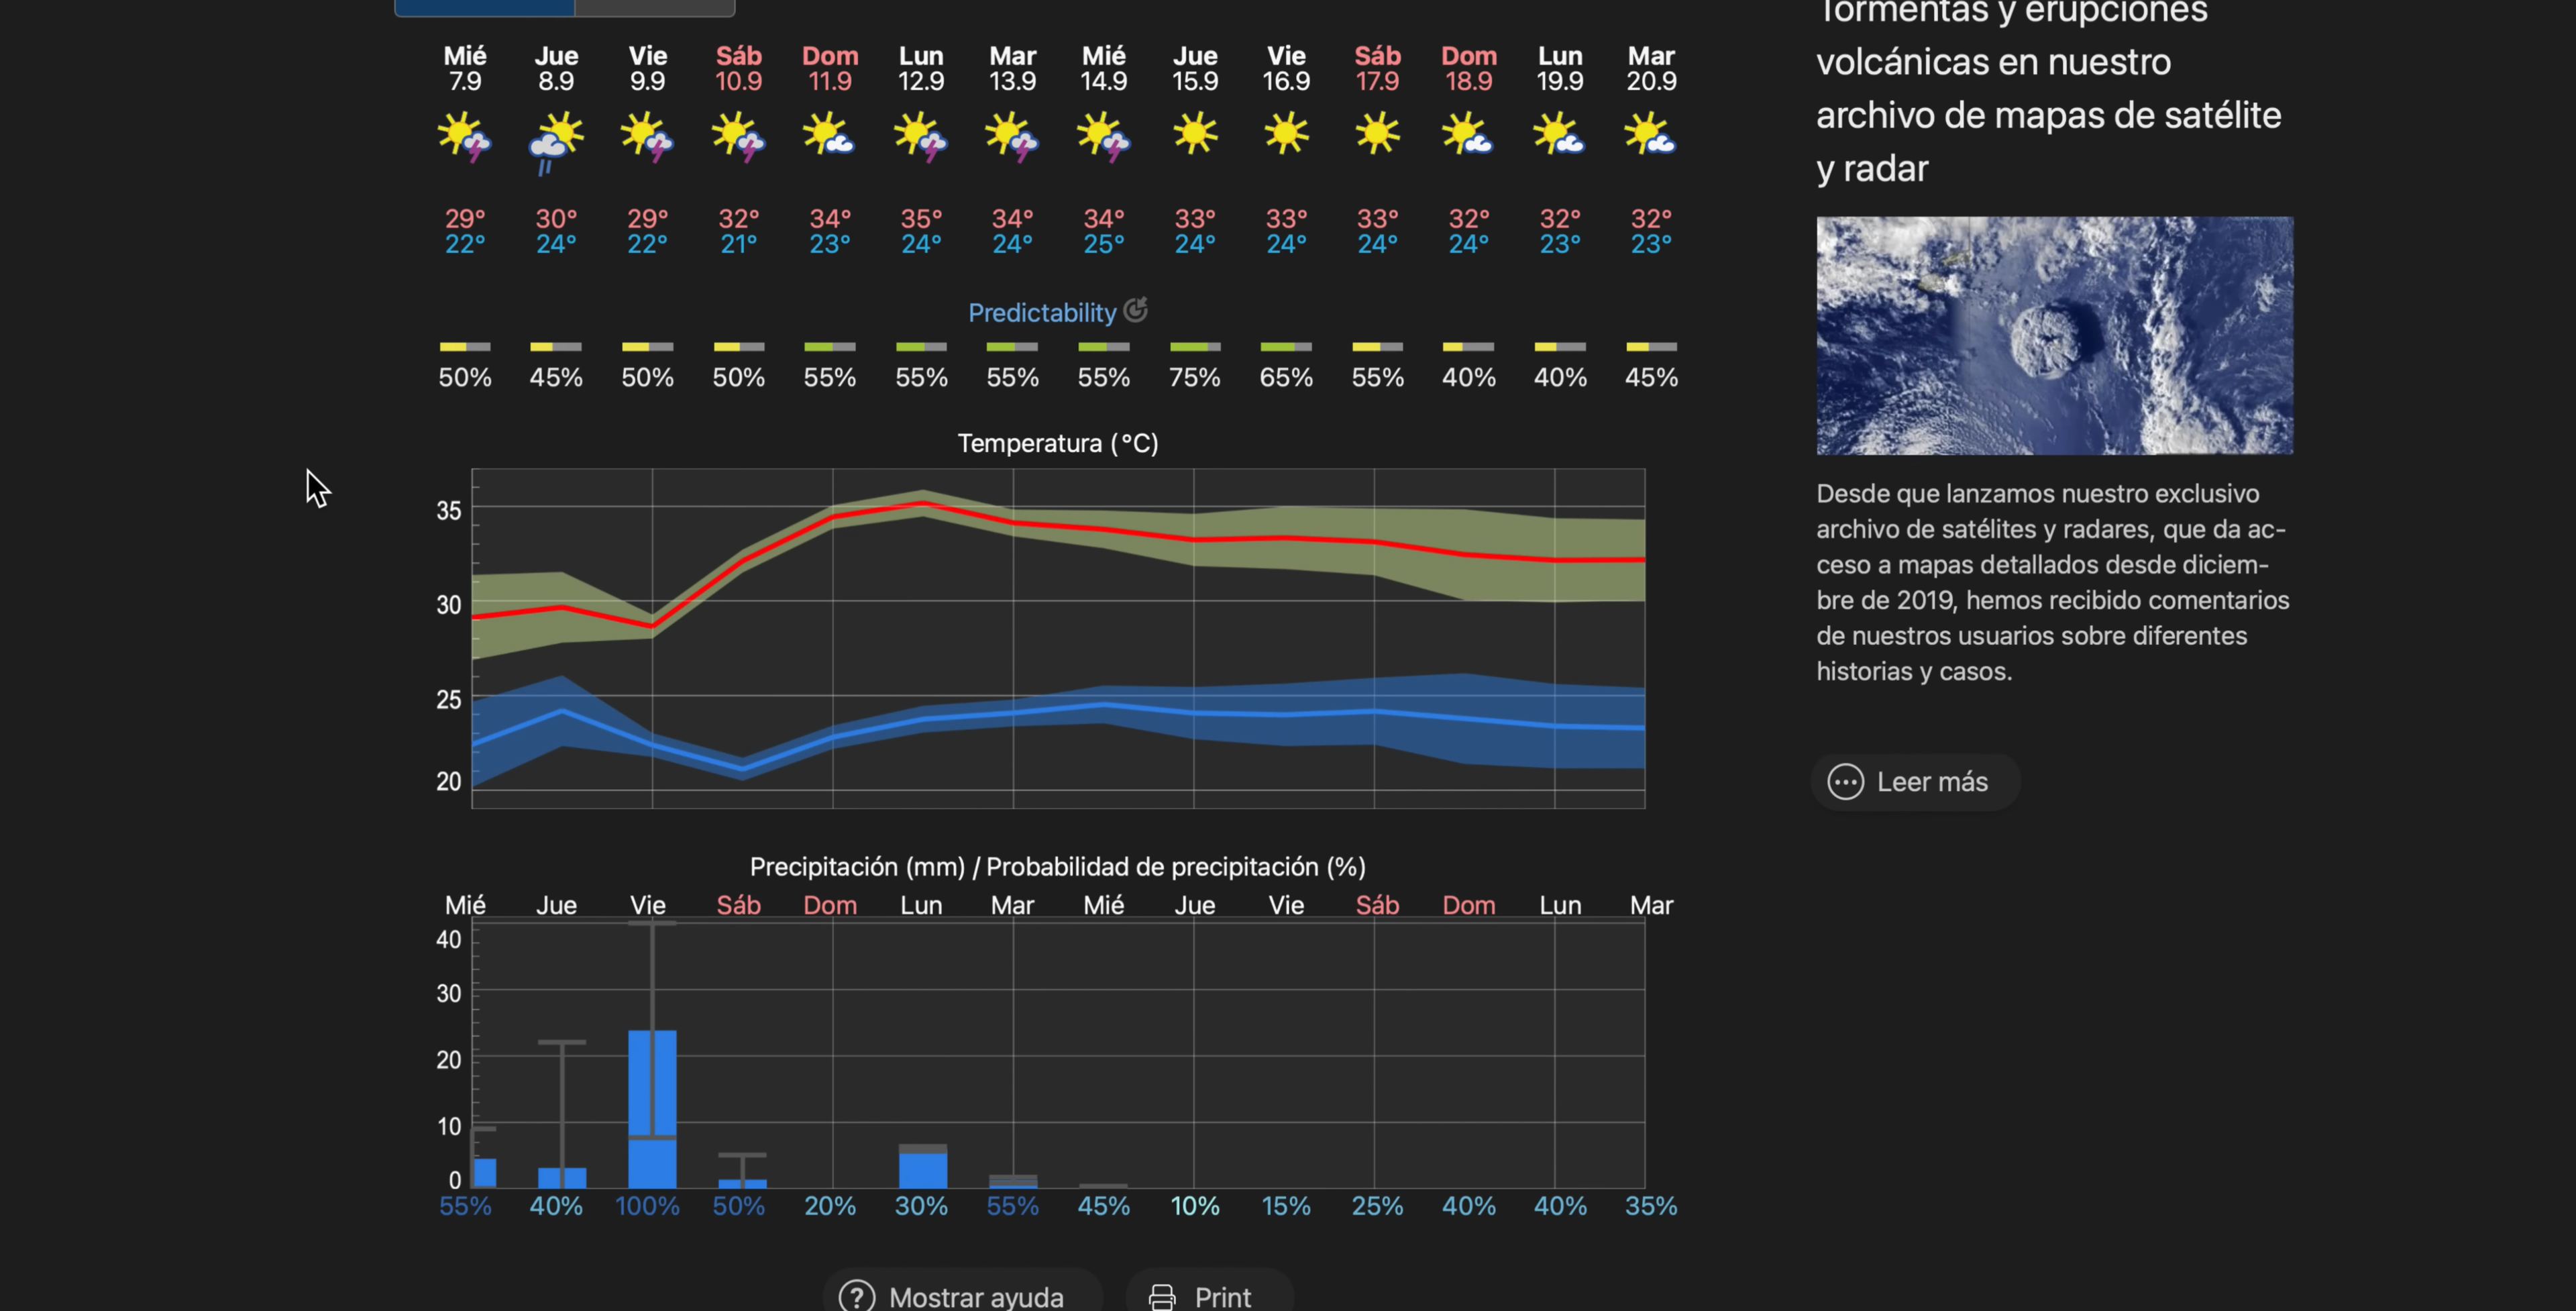 Mié Jue Vie Sáb Dom Lun Mar Mié Jue Vie Sáb Dom Lun Mar
7.9 8.9 9.9 10.9 11.9 12.9 13.9 14.9 15.9 16.9 17.9 18.9 19.9 20.9
29° 30° 29° 32° 34° 35° 34° 34° 33° 33° 33° 32° 32° 32°
22° 24° 22° 21° 23° 24° 24° 25° 24° 24° 24° 24° 23° 23°
Predictability
50% 45% 50% 50% 55% 55% 55% 55% 75% 65% 55% 40% 40% 45%
Temperatura (°C)
35
30
25
20
Precipitación (mm) / Probabilidad de precipitación (%)
Mié Jue Vie Sáb Dom Lun Mar Mié Jue Vie Sáb Dom Lun Mar
40
30
20
10
0
55% 40% 100% 50% 20% 30% 55% 45% 10% 15% 25% 40% 40% 35%
Mostrar ayuda
Print
Tormentas y erupciones
volcánicas en nuestro
archivo de mapas de satélite
y radar
Desde que lanzamos nuestro exclusivo
archivo de satélites y radares, que da ac-
ceso a mapas detallados desde diciem-
bre de 2019, hemos recibido comentarios
de nuestros usuarios sobre diferentes
historias y casos.
Leer más